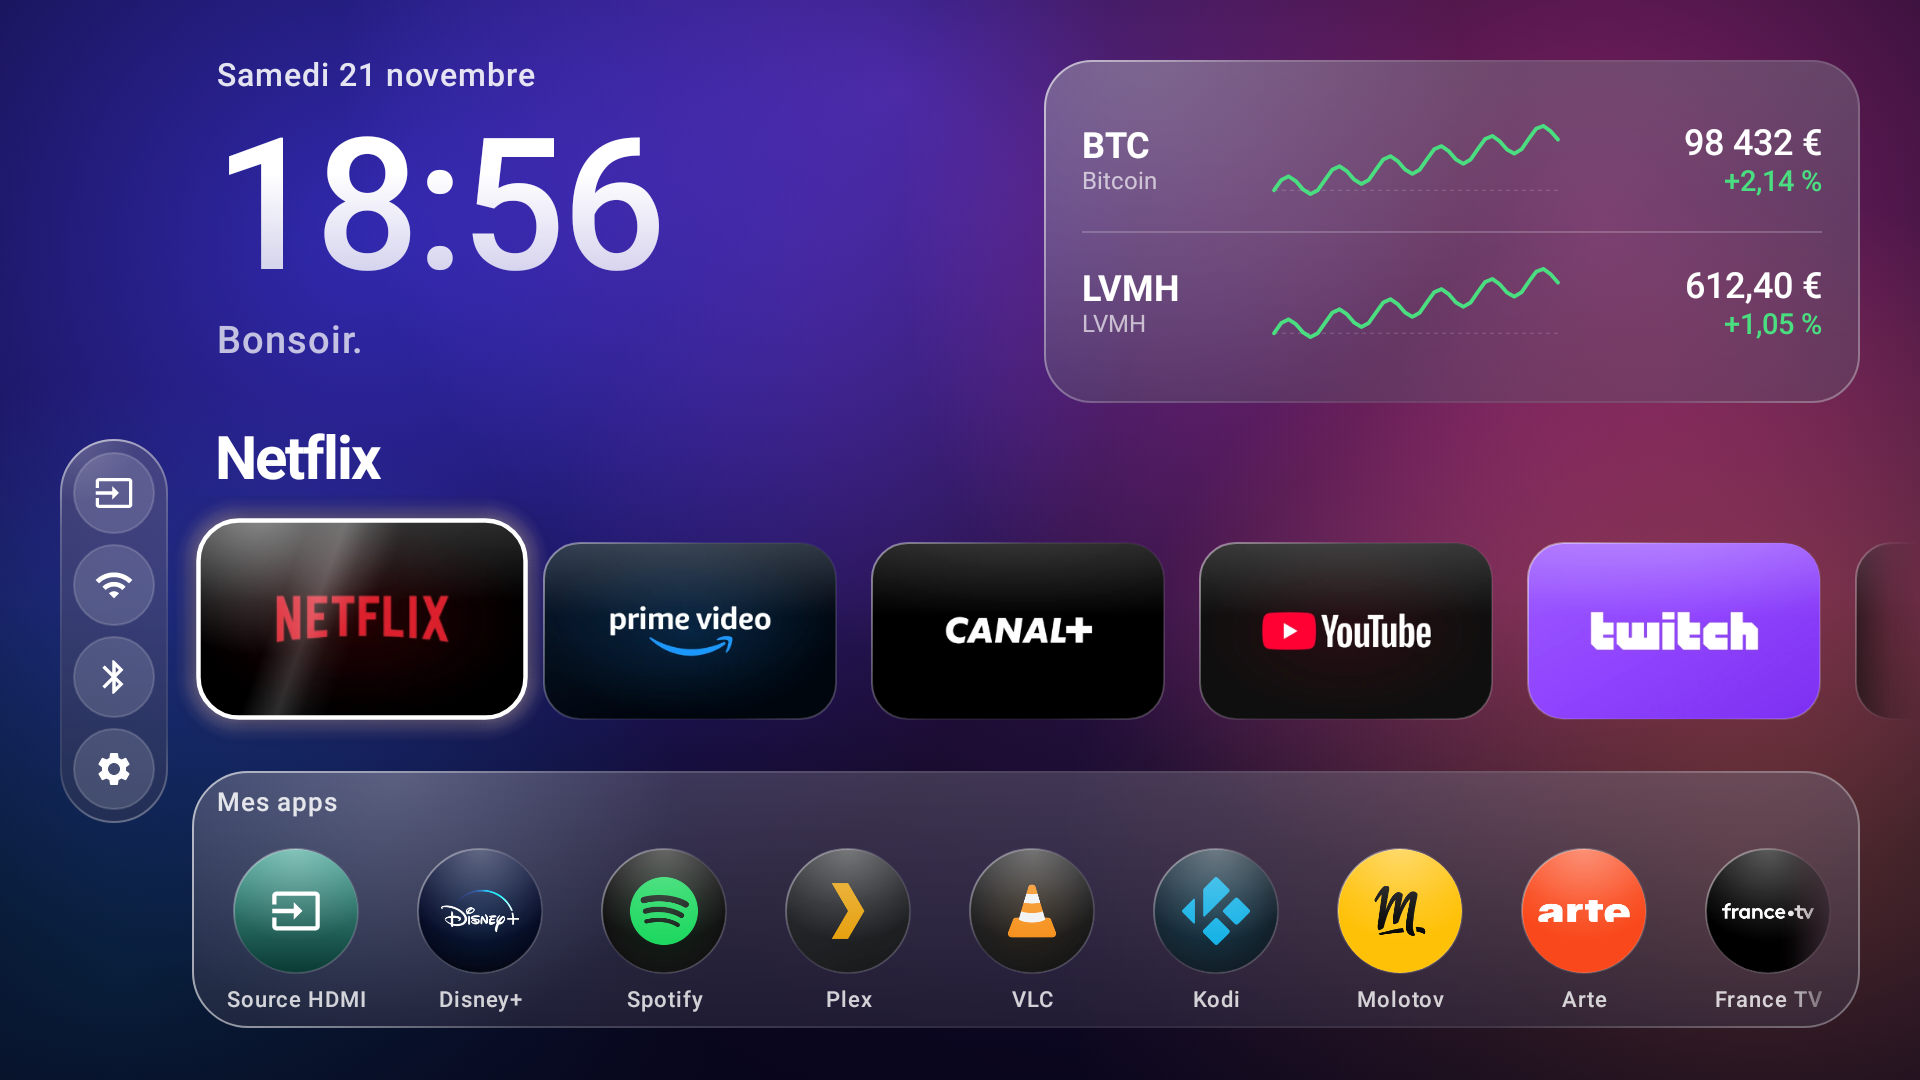 Samedi 21 novembre
18:56
Bonsoir.
BTC
Bitcoin
98 432 €
+2,14 %
LVMH
LVMH
612,40 €
+1,05 %
Netflix
NETFLIX
prime video
CANAL+
YouTube
twitch
Mes apps
Disney+
M.
arte
france•tv
Source HDMI
Disney+
Spotify
Plex
VLC
Kodi
Molotov
Arte
France TV